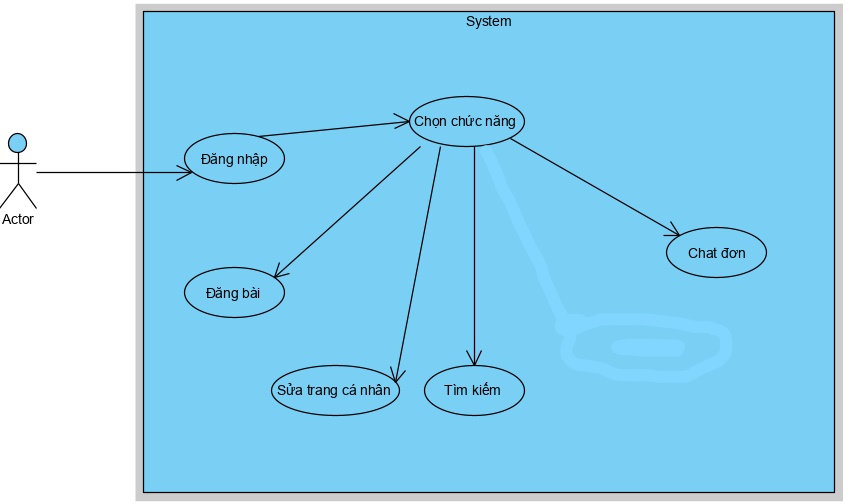 System
Chọn chức năng
Đăng nhập
Actor
Chat đơn
Đăng bài
Sửa trang cá nhân
Tìm kiếm